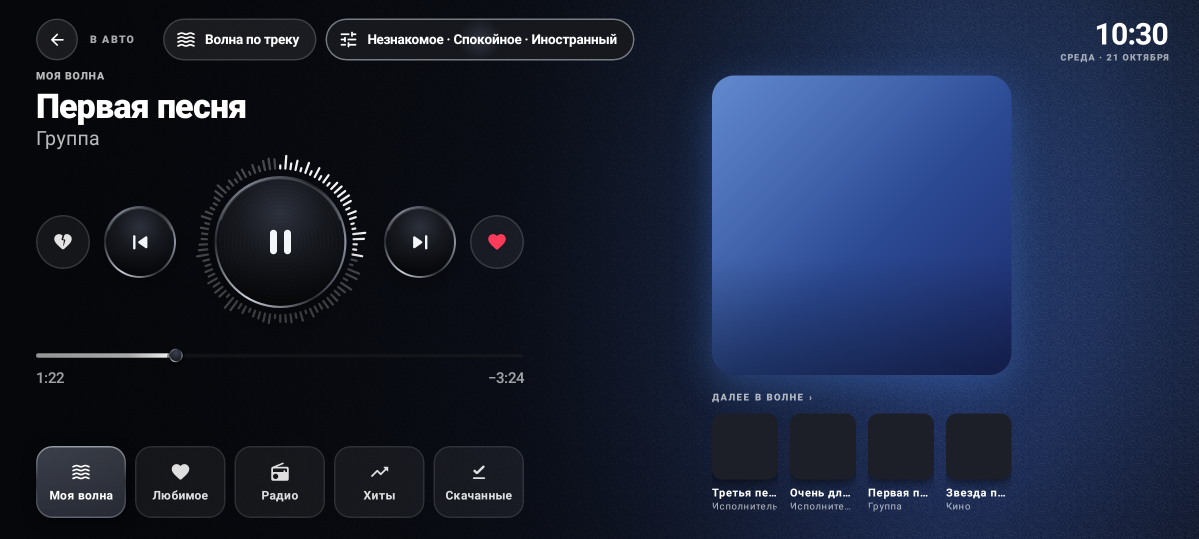 В АВТО
Волна по треку
Незнакомое · Спокойное · Иностранный
10:30
СРЕДА · 21 ОКТЯБРЯ
МОЯ ВОЛНА
Первая песня
Группа
1:22
−3:24
ДАЛЕЕ В ВОЛНЕ ›
Третья пе…
Очень дл…
Первая п…
Звезда п…
Исполнитель
Исполните…
Группа
Кино
Моя волна
Любимое
Радио
Хиты
Скачанные